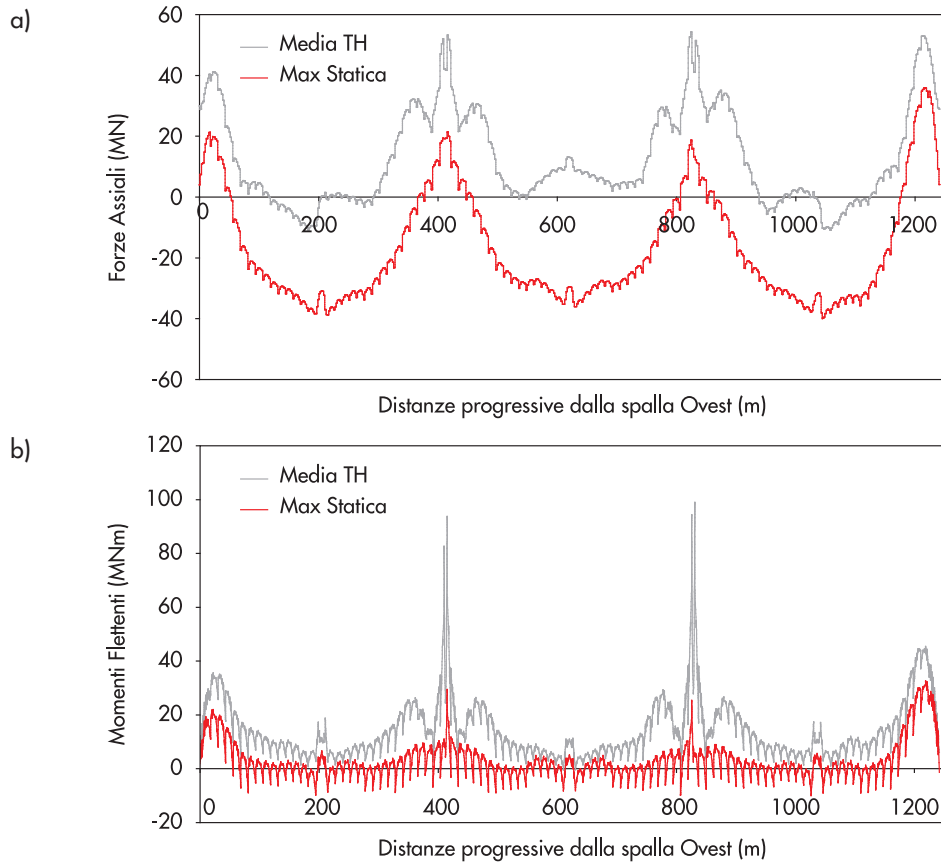 a)
60
40
20
0
-20
-40
-60
Forze Assiali (MN)
Media TH
Max Statica
0 200 400 600 800 1000 1200
Distanze progressive dalla spalla Ovest (m)
b)
120
100
80
60
40
20
0
-20
Momenti Flettenti (MNm)
Media TH
Max Statica
0 200 400 600 800 1000 1200
Distanze progressive dalla spalla Ovest (m)